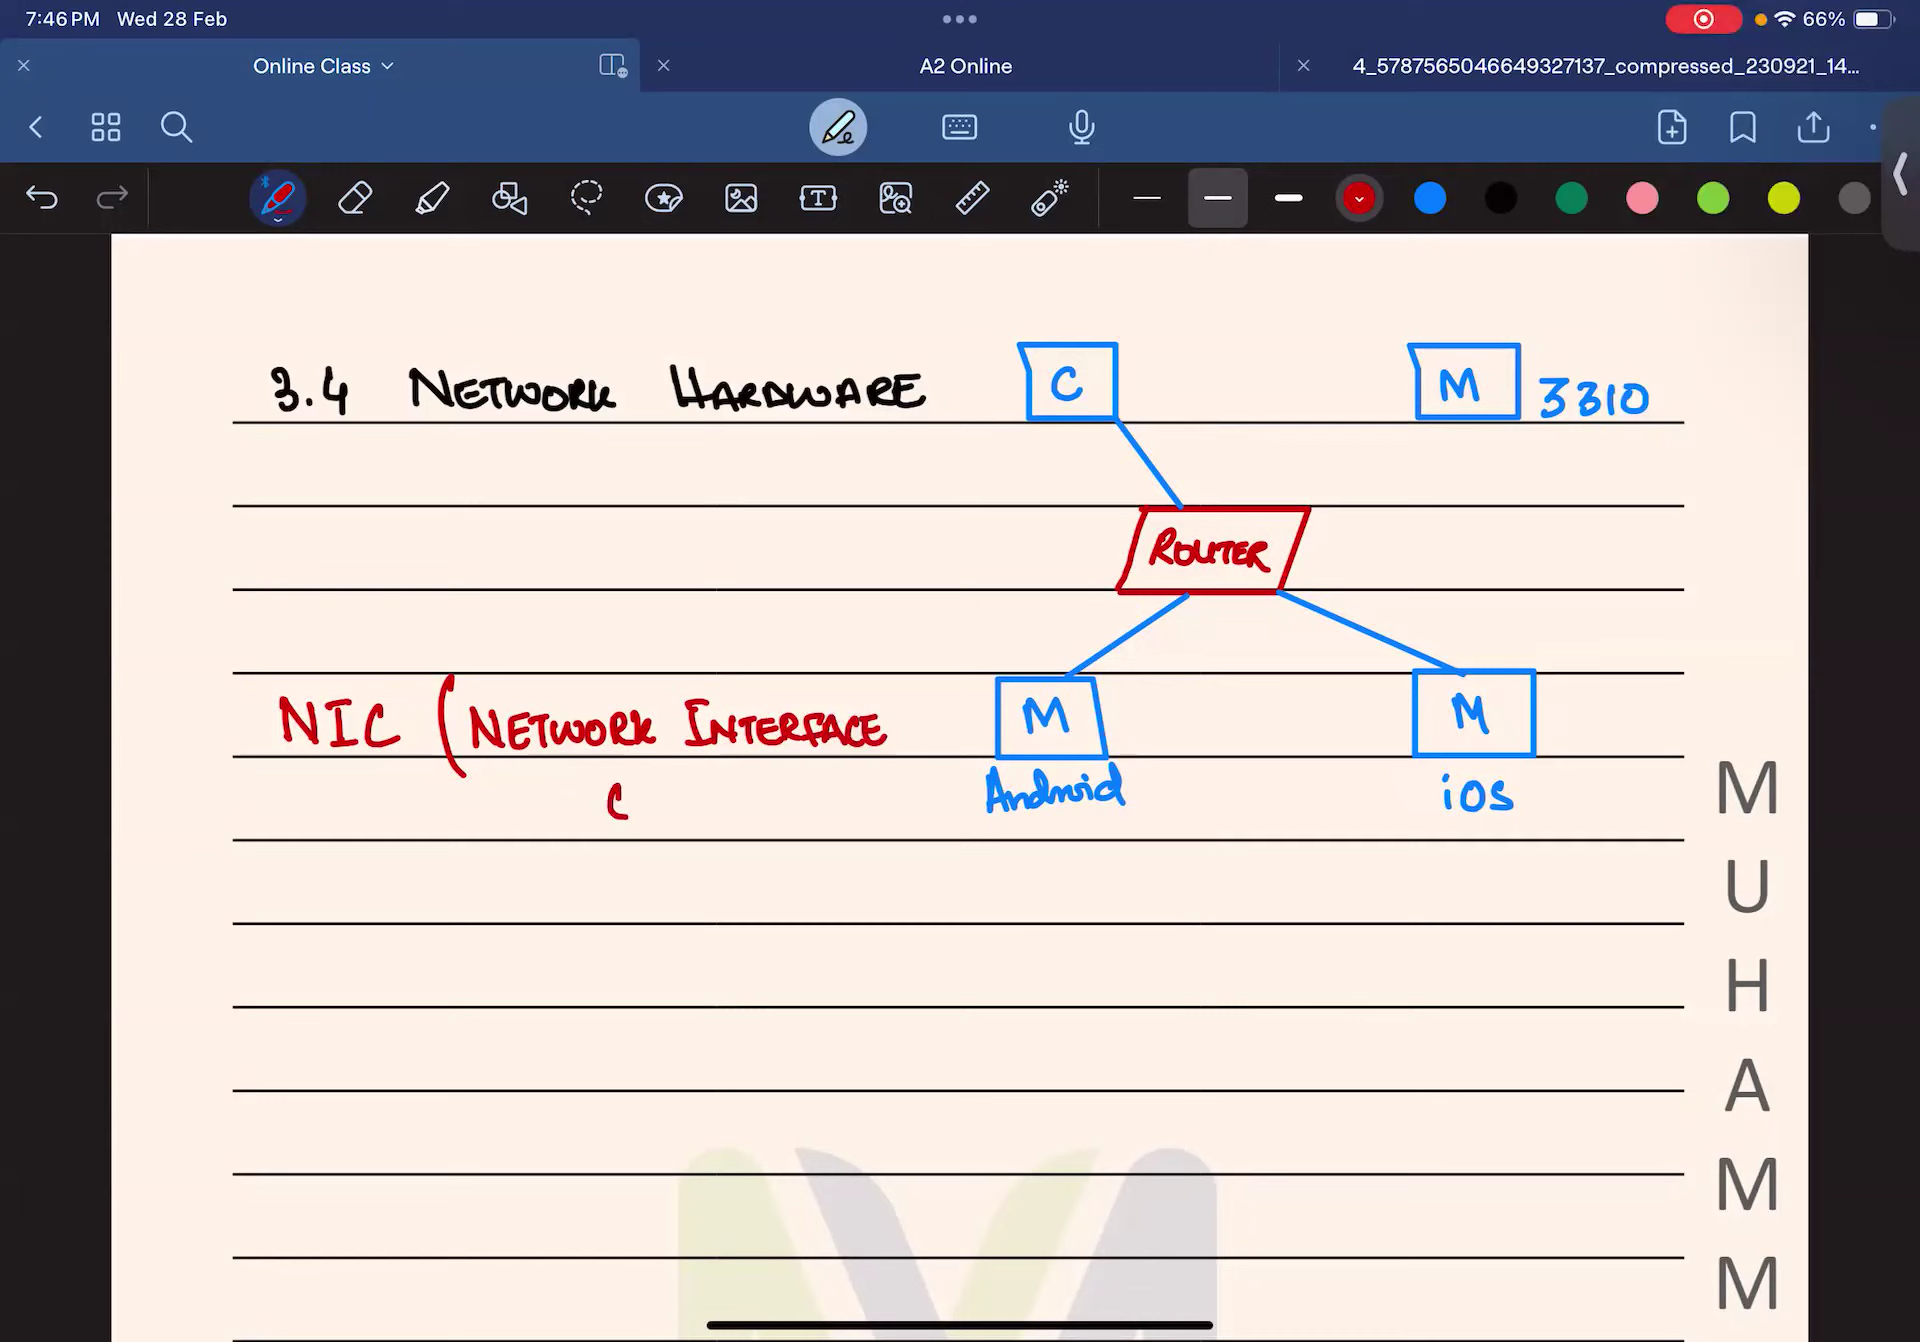 7:46 PM Wed 28 Feb
66%
Online Class
A2 Online
4_5787565046649327137_compressed_230921_14...
3.4 NETWORK HARDWARE
C
M 3310
ROUTER
NIC (NETWORK INTERFACE
C
M
Android
M
iOS
M
U
H
A
M
M